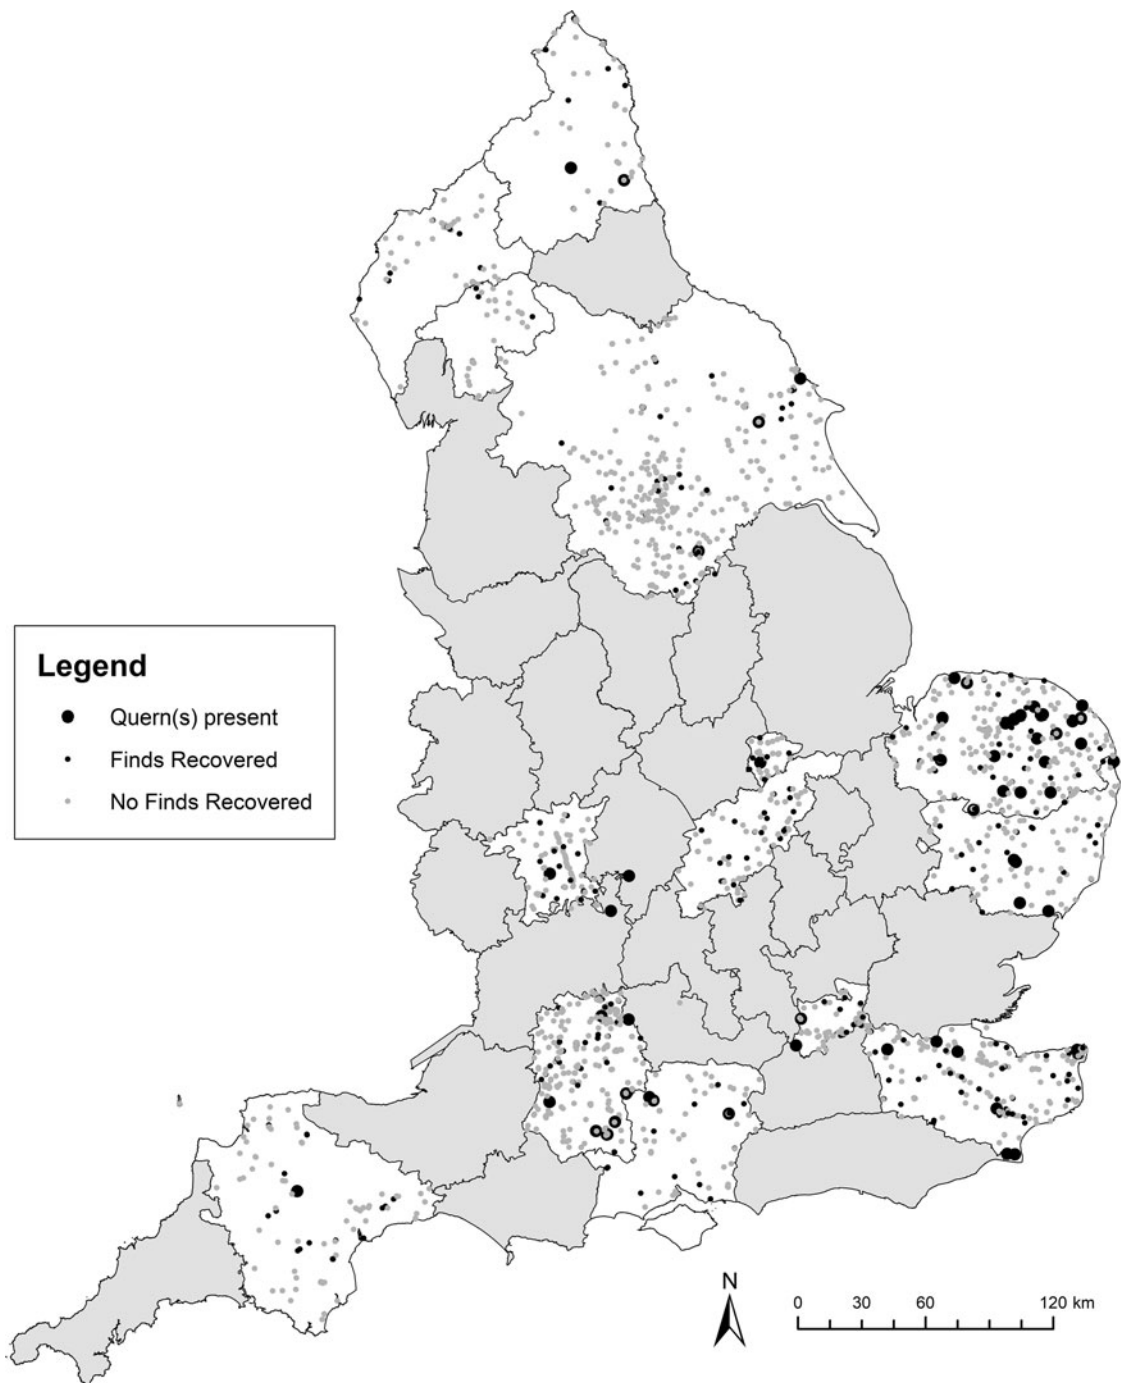 Legend
Quern(s) present
Finds Recovered
No Finds Recovered
N
0 30 60 120 km